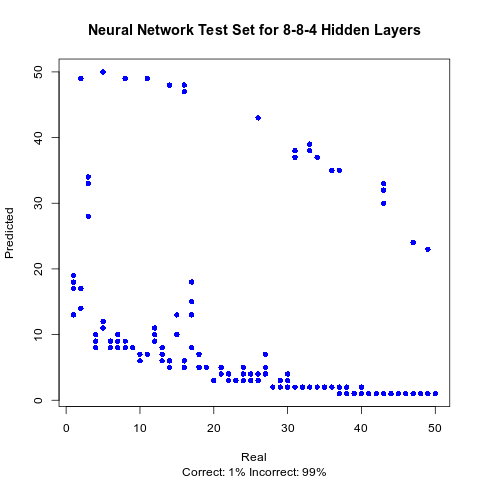 Neural Network Test Set for 8-8-4 Hidden Layers
Predicted
50
40
30
20
10
0
0 10 20 30 40 50
Real
Correct: 1% Incorrect: 99%